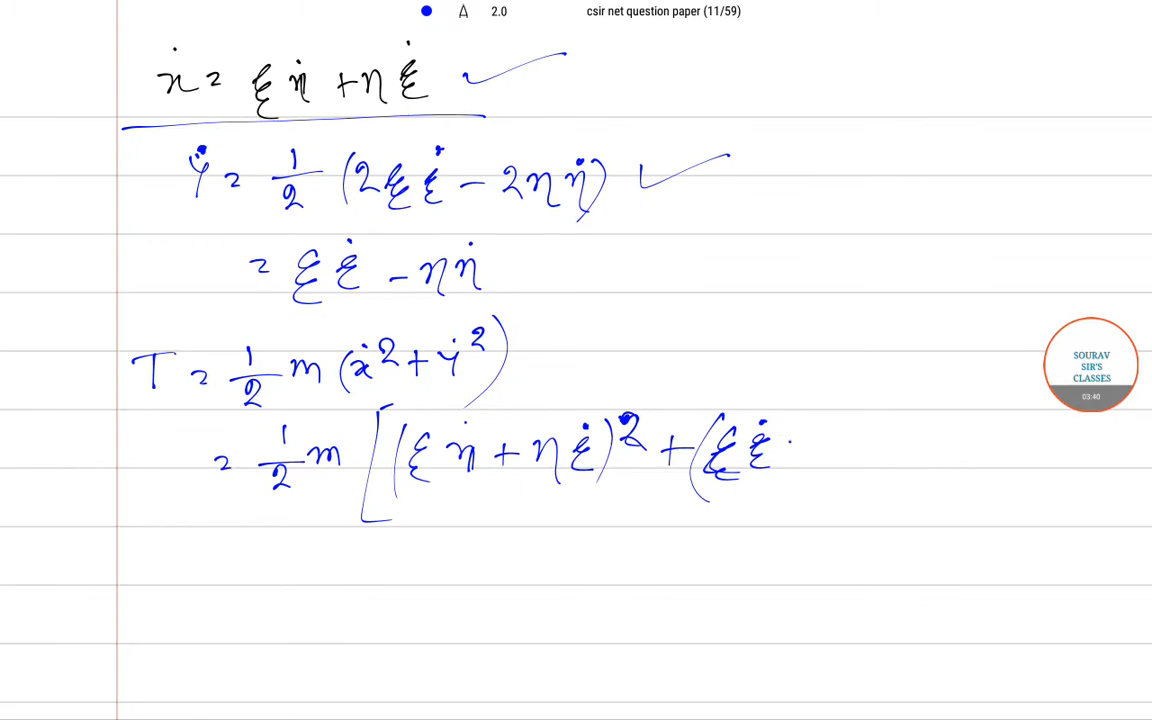 A 2.0 csir net question paper (11/59)
ẋ = ξη̇ + ηξ̇
ẏ = 1/2 (2ξξ̇ - 2ηη̇)
= ξξ̇ - ηη̇
T = 1/2 m (ẋ² + ẏ²)
= 1/2 m [(ξη̇ + ηξ̇)² + (ξξ̇
SOURAV
SIR'S
CLASSES
03:40